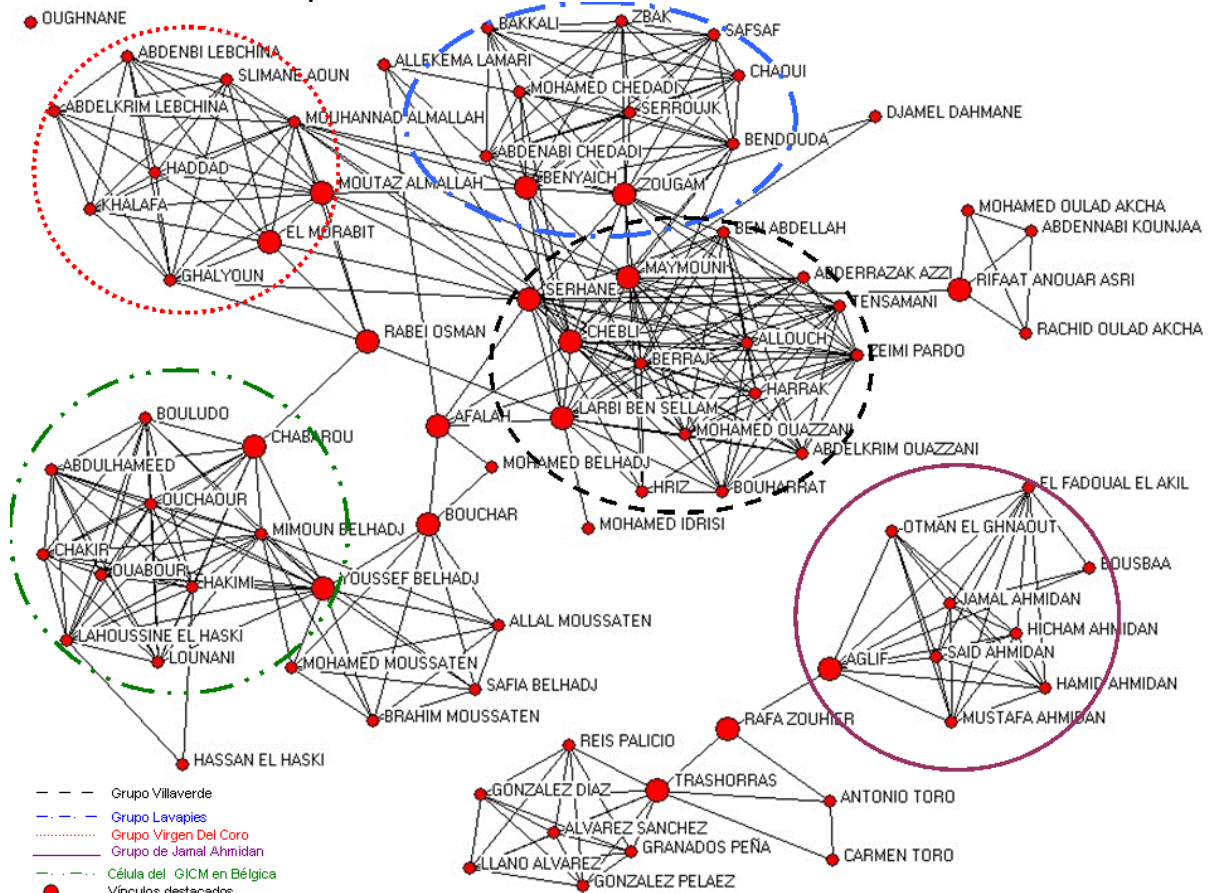 OUGHNANE
BAKKALI
ZBAK
SAFSAF
ABDENBI LEBCHINA
ALLEKEMA LAMARI
SLIMANE AOUN
CHAOUI
MOHAMED CHEDADI
ABDELKRIM LEBCHINA
SERROUJK
MOUHANNAD ALMALLAH
DJAMEL DAHMANE
BENDOUDA
ABDENABI CHEDADI
HADDAD
MOUTAZ ALMALLAH
BENYAICH
ZOUGAM
KHALAFA
MOHAMED OULAD AKCHA
EL MORABIT
BEN ABDELLAH
ABDENNABI KOUNJAA
GHALYOUN
MAYMOUNI
ABDERRAZAK AZZI
RIFAAT ANOUAR ASRI
SERHANE
TENSAMANI
RABEI OSMAN
CHEBLI
ALLOUCH
RACHID OULAD AKCHA
BERRAJ
ZEIMI PARDO
HARRAK
BOULUDO
LARBI BEN SELLAM
AFALAH
CHABAROU
MOHAMED OUAZZANI
ABDELKRIM OUAZZANI
ABDULHAMEED
MOHAMED BELHADJ
HRIZ
BOUHARRAT
EL FADOUAL EL AKIL
OUCHAOUR
BOUCHAR
MOHAMED IDRISI
OTMAN EL GHNAOUT
MIMOUN BELHADJ
CHAKIR
BOUSBAA
OUABOUR
HAKIMI
YOUSSEF BELHADJ
JAMAL AHMIDAN
ALLAL MOUSSATEN
HICHAM AHMIDAN
LAHOUSSINE EL HASKI
LOUNANI
MOHAMED MOUSSATEN
AGLIF
SAID AHMIDAN
SAFIA BELHADJ
HAMID AHMIDAN
BRAHIM MOUSSATEN
RAFA ZOUHIER
MUSTAFA AHMIDAN
REIS PALICIO
HASSAN EL HASKI
TRASHORRAS
GONZALEZ DIAZ
ANTONIO TORO
ALVAREZ SANCHEZ
GRANADOS PEÑA
CARMEN TORO
LLANO ALVAREZ
GONZALEZ PELAEZ
Grupo Villaverde
Grupo Lavapies
Grupo Virgen Del Coro
Grupo de Jamal Ahmidan
Célula del GICM en Bélgica
Vínculos destacados